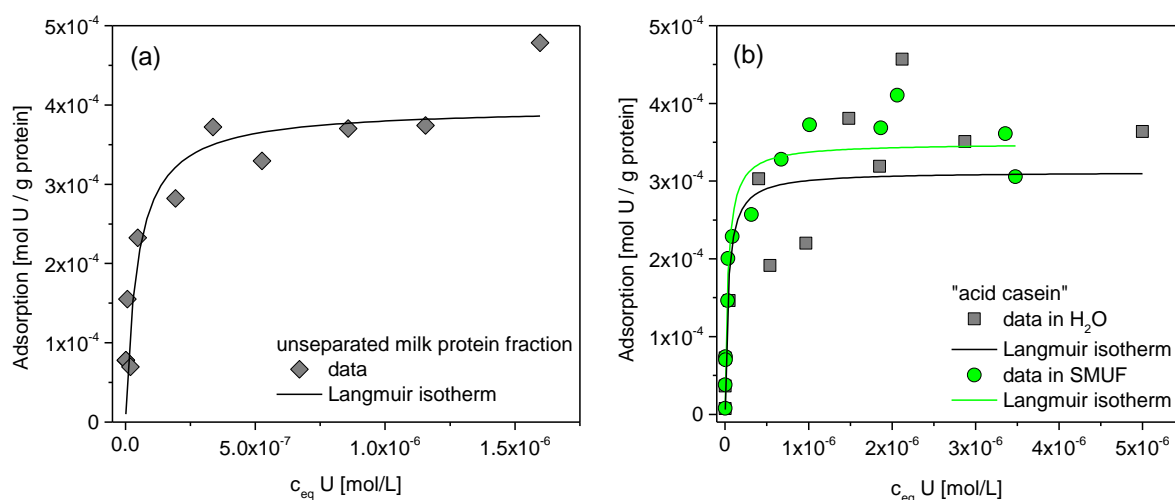 (a)
Adsorption [mol U / g protein]
5x10⁻⁴
4x10⁻⁴
3x10⁻⁴
2x10⁻⁴
1x10⁻⁴
0
unseparated milk protein fraction
data
Langmuir isotherm
0.0
5.0x10⁻⁷
1.0x10⁻⁶
1.5x10⁻⁶
c_eq U [mol/L]
(b)
Adsorption [mol U / g protein]
5x10⁻⁴
4x10⁻⁴
3x10⁻⁴
2x10⁻⁴
1x10⁻⁴
0
"acid casein"
data in H₂O
Langmuir isotherm
data in SMUF
Langmuir isotherm
0
1x10⁻⁶
2x10⁻⁶
3x10⁻⁶
4x10⁻⁶
5x10⁻⁶
c_eq U [mol/L]